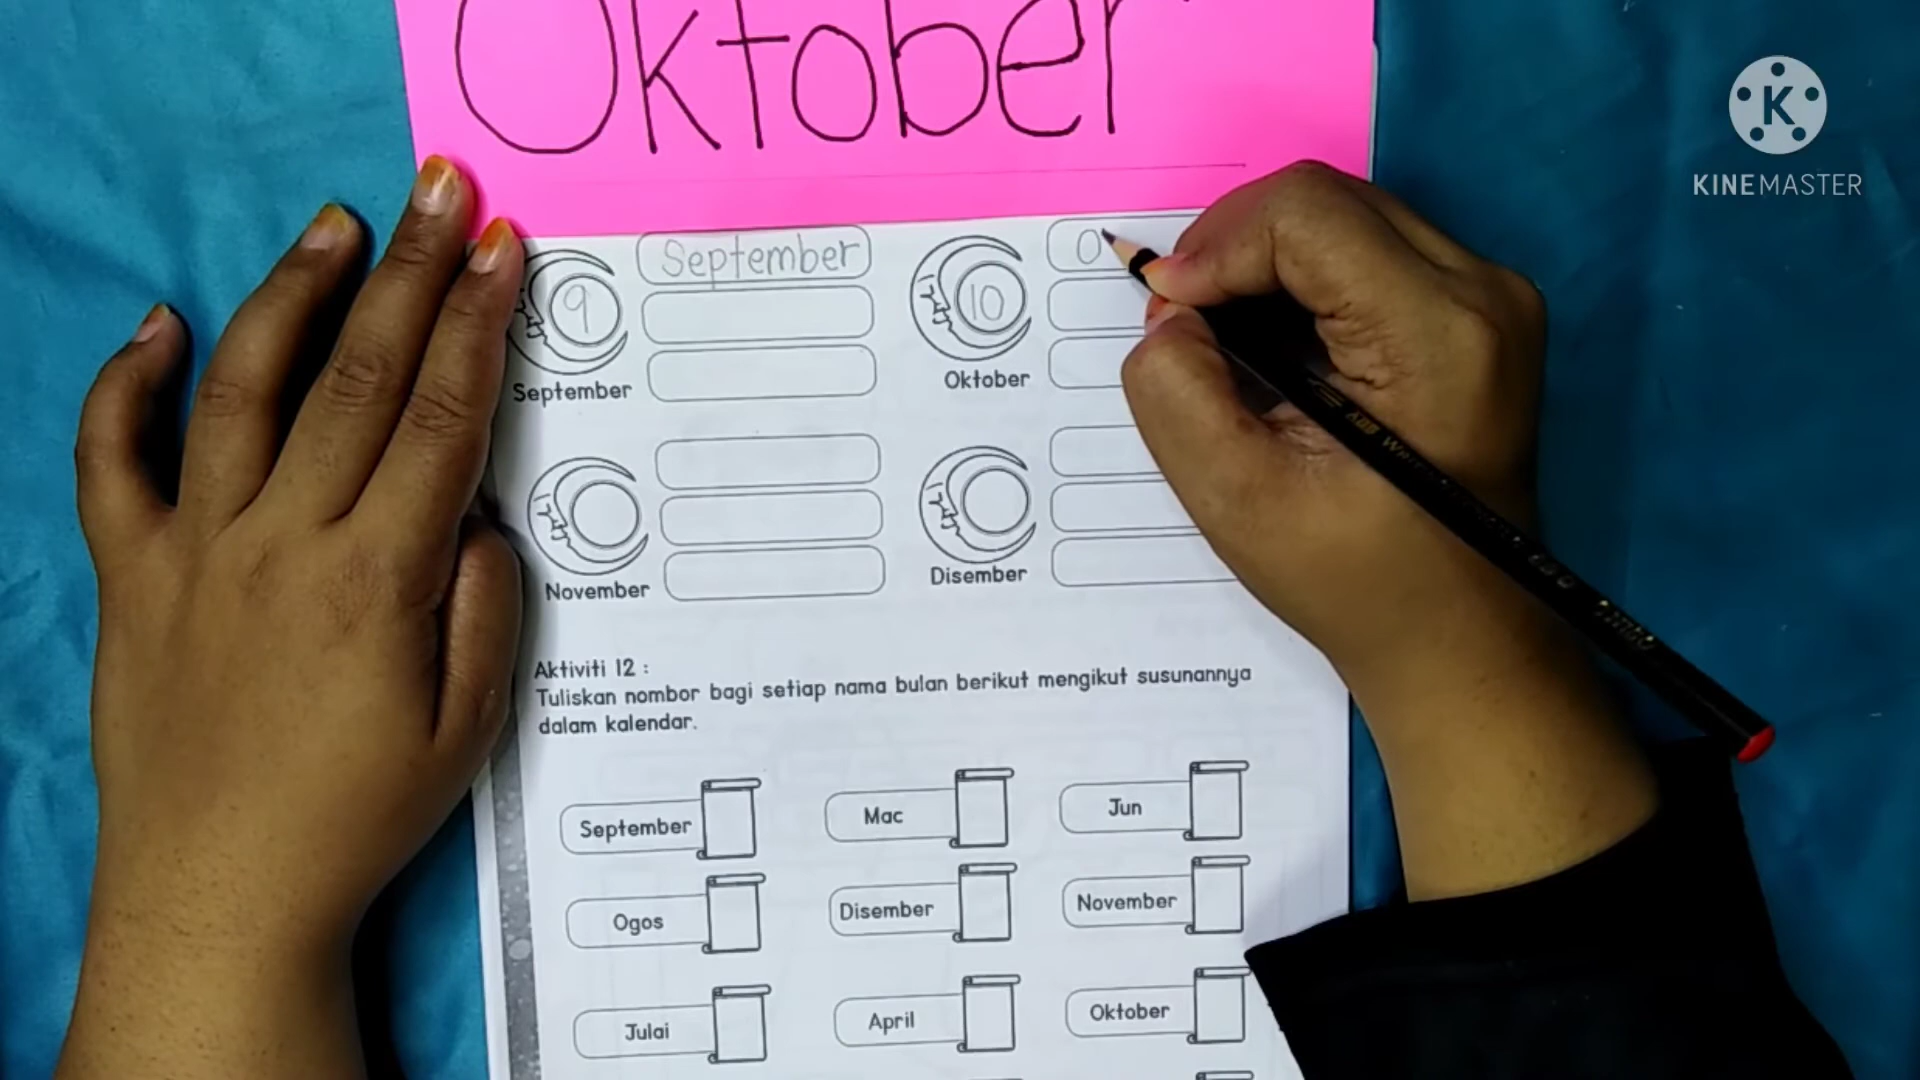 Oktober
KINEMASTER
K
September
O
9
10
September
Oktober
November
Disember
Aktiviti 12 :
Tuliskan nombor bagi setiap nama bulan berikut mengikut susunannya
dalam kalendar.
September
Mac
Jun
Ogos
Disember
November
Julai
April
Oktober